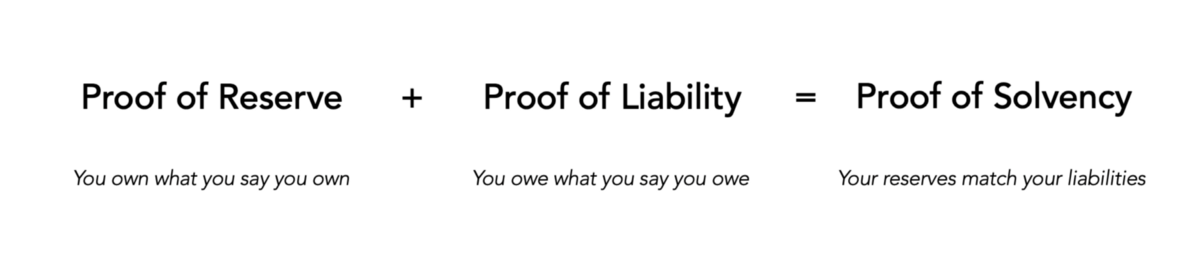 Proof of Reserve + Proof of Liability = Proof of Solvency
You own what you say you own You owe what you say you owe Your reserves match your liabilities